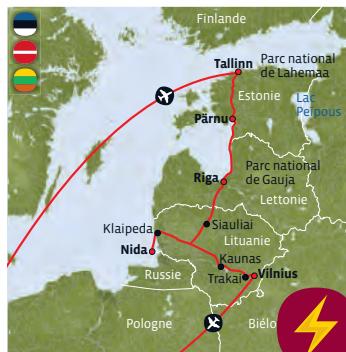 Finlande
Tallinn
Parc national
de Lahemaa
Estonie
Lac
Peipous
Pärnu
Parc national
de Gauja
Riga
Lettonie
Siauliai
Klaipeda
Lituanie
Nida
Kaunas
Trakai
Vilnius
Russie
Pologne
Biélo